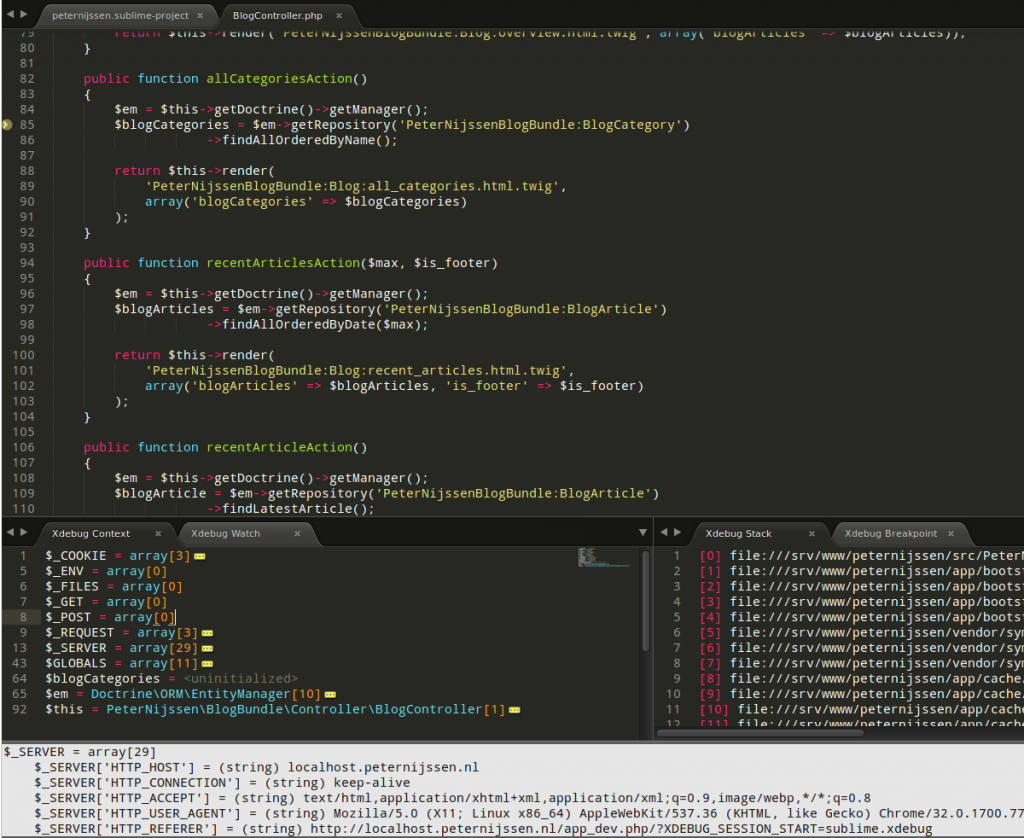 peternijssen.sublime-project × BlogController.php ×
79 return $this->render('PeterNijssenBlogBundle:Blog:overview.html.twig', array('blogArticles' => $blogArticles));
80 }
81
82 public function allCategoriesAction()
83 {
84 $em = $this->getDoctrine()->getManager();
85 $blogCategories = $em->getRepository('PeterNijssenBlogBundle:BlogCategory')
86 ->findAllOrderedByName();
87
88 return $this->render(
89 'PeterNijssenBlogBundle:Blog:all_categories.html.twig',
90 array('blogCategories' => $blogCategories)
91 );
92 }
93
94 public function recentArticlesAction($max, $is_footer)
95 {
96 $em = $this->getDoctrine()->getManager();
97 $blogArticles = $em->getRepository('PeterNijssenBlogBundle:BlogArticle')
98 ->findAllOrderedByDate($max);
99
100 return $this->render(
101 'PeterNijssenBlogBundle:Blog:recent_articles.html.twig',
102 array('blogArticles' => $blogArticles, 'is_footer' => $is_footer)
103 );
104 }
105
106 public function recentArticleAction()
107 {
108 $em = $this->getDoctrine()->getManager();
109 $blogArticle = $em->getRepository('PeterNijssenBlogBundle:BlogArticle')
110 ->findLatestArticle();
Xdebug Context × Xdebug Watch ×
1 $_COOKIE = array[3]
5 $_ENV = array[0]
6 $_FILES = array[0]
7 $_GET = array[0]
8 $_POST = array[0]
9 $_REQUEST = array[3]
13 $_SERVER = array[29]
43 $GLOBALS = array[11]
64 $blogCategories = <uninitialized>
65 $em = Doctrine\ORM\EntityManager[10]
92 $this = PeterNijssen\BlogBundle\Controller\BlogController[1]
Xdebug Stack × Xdebug Breakpoint ×
1 [0] file:///srv/www/peternijssen/src/PeterN
2 [1] file:///srv/www/peternijssen/app/boots
3 [2] file:///srv/www/peternijssen/app/boots
4 [3] file:///srv/www/peternijssen/app/boots
5 [4] file:///srv/www/peternijssen/app/boots
6 [5] file:///srv/www/peternijssen/vendor/sym
7 [6] file:///srv/www/peternijssen/vendor/sym
8 [7] file:///srv/www/peternijssen/vendor/sym
9 [8] file:///srv/www/peternijssen/app/cache
10 [9] file:///srv/www/peternijssen/app/cache
11 [10] file:///srv/www/peternijssen/app/cache
12 [11] file:///srv/www/peternijssen/app/cache
$_SERVER = array[29]
$_SERVER['HTTP_HOST'] = (string) localhost.peternijssen.nl
$_SERVER['HTTP_CONNECTION'] = (string) keep-alive
$_SERVER['HTTP_ACCEPT'] = (string) text/html,application/xhtml+xml,application/xml;q=0.9,image/webp,*/*;q=0.8
$_SERVER['HTTP_USER_AGENT'] = (string) Mozilla/5.0 (X11; Linux x86_64) AppleWebKit/537.36 (KHTML, like Gecko) Chrome/32.0.1700.77
$_SERVER['HTTP_REFERER'] = (string) http://localhost.peternijssen.nl/app_dev.php/?XDEBUG_SESSION_START=sublime.xdebug